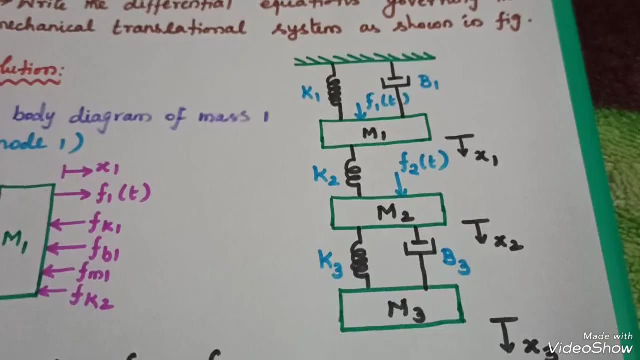 Write the differential equations governing
mechanical translational system as shown in fig.
Solution:
body diagram of mass 1
node 1)
x1
f1(t)
fK1
fb1
fm1
fK2
M1
K1
B1
f1(t)
M1
x1
K2
f2(t)
M2
x2
K3
B3
M3
x3
Made with
VideoShow